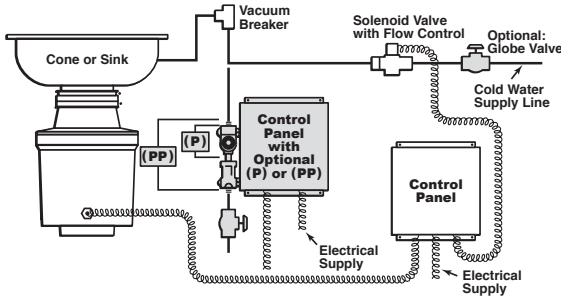 Vacuum
Breaker
Solenoid Valve
with Flow Control
Optional:
Globe Valve
Cone or Sink
Cold Water
Supply Line
(P)
(PP)
Control
Panel
with
Optional
(P) or (PP)
Control
Panel
Electrical
Supply
Electrical
Supply